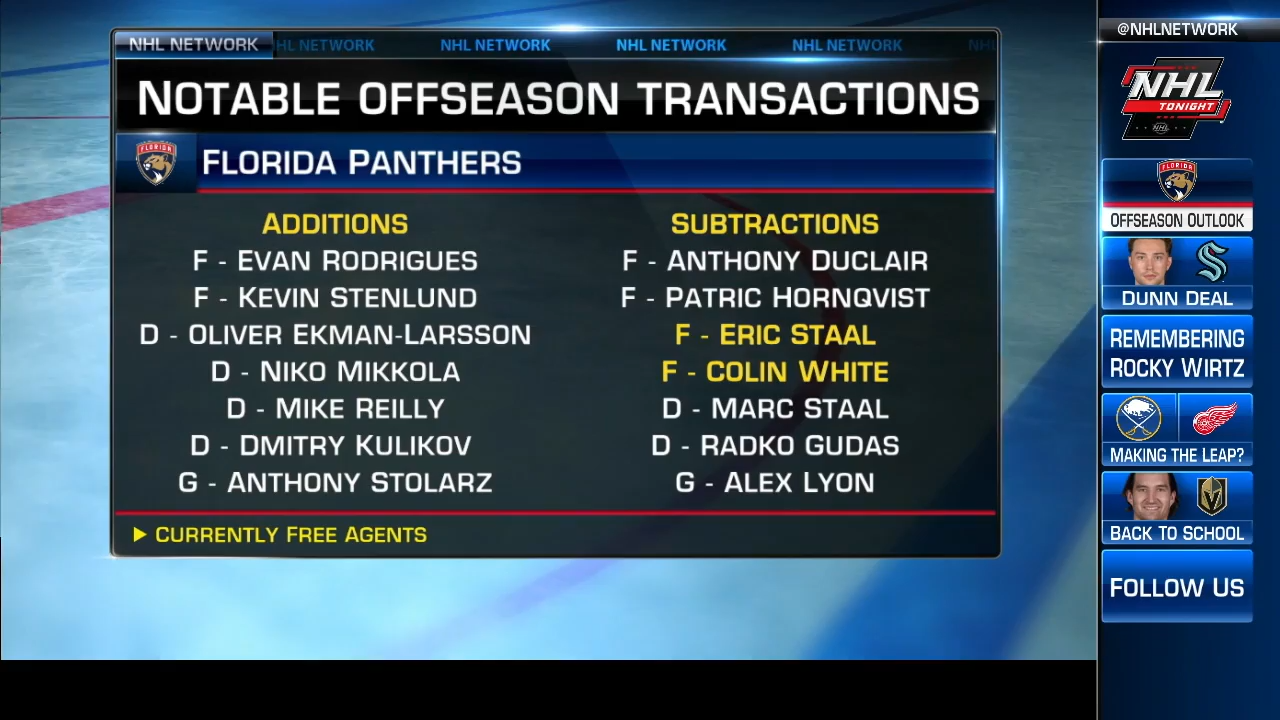 NHL NETWORK HL NETWORK NHL NETWORK NHL NETWORK NHL NETWORK NHL
NOTABLE OFFSEASON TRANSACTIONS
FLORIDA
FLORIDA PANTHERS
ADDITIONS
F - EVAN RODRIGUES
F - KEVIN STENLUND
D - OLIVER EKMAN-LARSSON
D - NIKO MIKKOLA
D - MIKE REILLY
D - DMITRY KULIKOV
G - ANTHONY STOLARZ
SUBTRACTIONS
F - ANTHONY DUCLAIR
F - PATRIC HORNQVIST
F - ERIC STAAL
F - COLIN WHITE
D - MARC STAAL
D - RADKO GUDAS
G - ALEX LYON
CURRENTLY FREE AGENTS
@NHLNETWORK
NHL
TONIGHT
NHL
FLORIDA
OFFSEASON OUTLOOK
DUNN DEAL
REMEMBERING
ROCKY WIRTZ
MAKING THE LEAP?
BACK TO SCHOOL
FOLLOW US